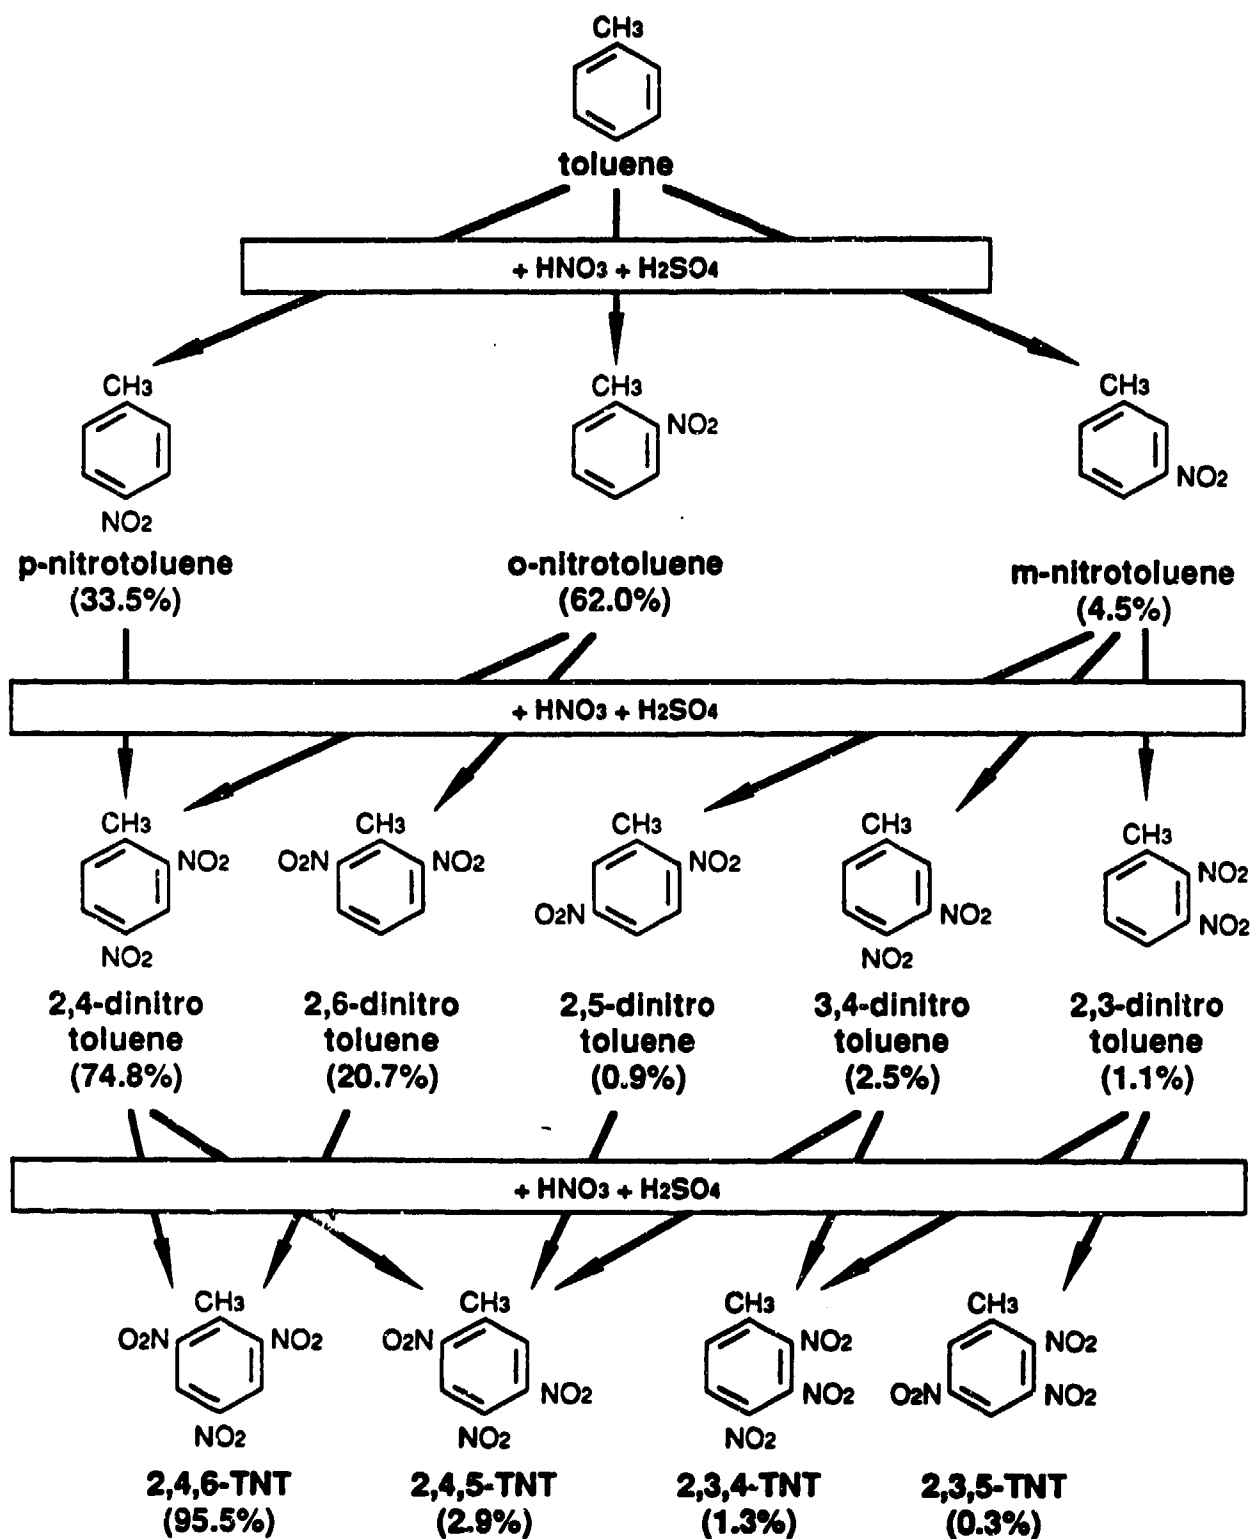 CH3
toluene
+ HNO3 + H2SO4
CH3
NO2
p-nitrotoluene
(33.5%)
CH3
NO2
o-nitrotoluene
(62.0%)
CH3
NO2
m-nitrotoluene
(4.5%)
+ HNO3 + H2SO4
CH3
NO2
NO2
2,4-dinitro
toluene
(74.8%)
CH3
O2N
NO2
2,6-dinitro
toluene
(20.7%)
CH3
NO2
O2N
2,5-dinitro
toluene
(0.9%)
CH3
NO2
NO2
3,4-dinitro
toluene
(2.5%)
CH3
NO2
NO2
2,3-dinitro
toluene
(1.1%)
+ HNO3 + H2SO4
CH3
O2N
NO2
NO2
2,4,6-TNT
(95.5%)
CH3
O2N
NO2
NO2
2,4,5-TNT
(2.9%)
CH3
NO2
NO2
NO2
2,3,4-TNT
(1.3%)
CH3
NO2
O2N
NO2
2,3,5-TNT
(0.3%)